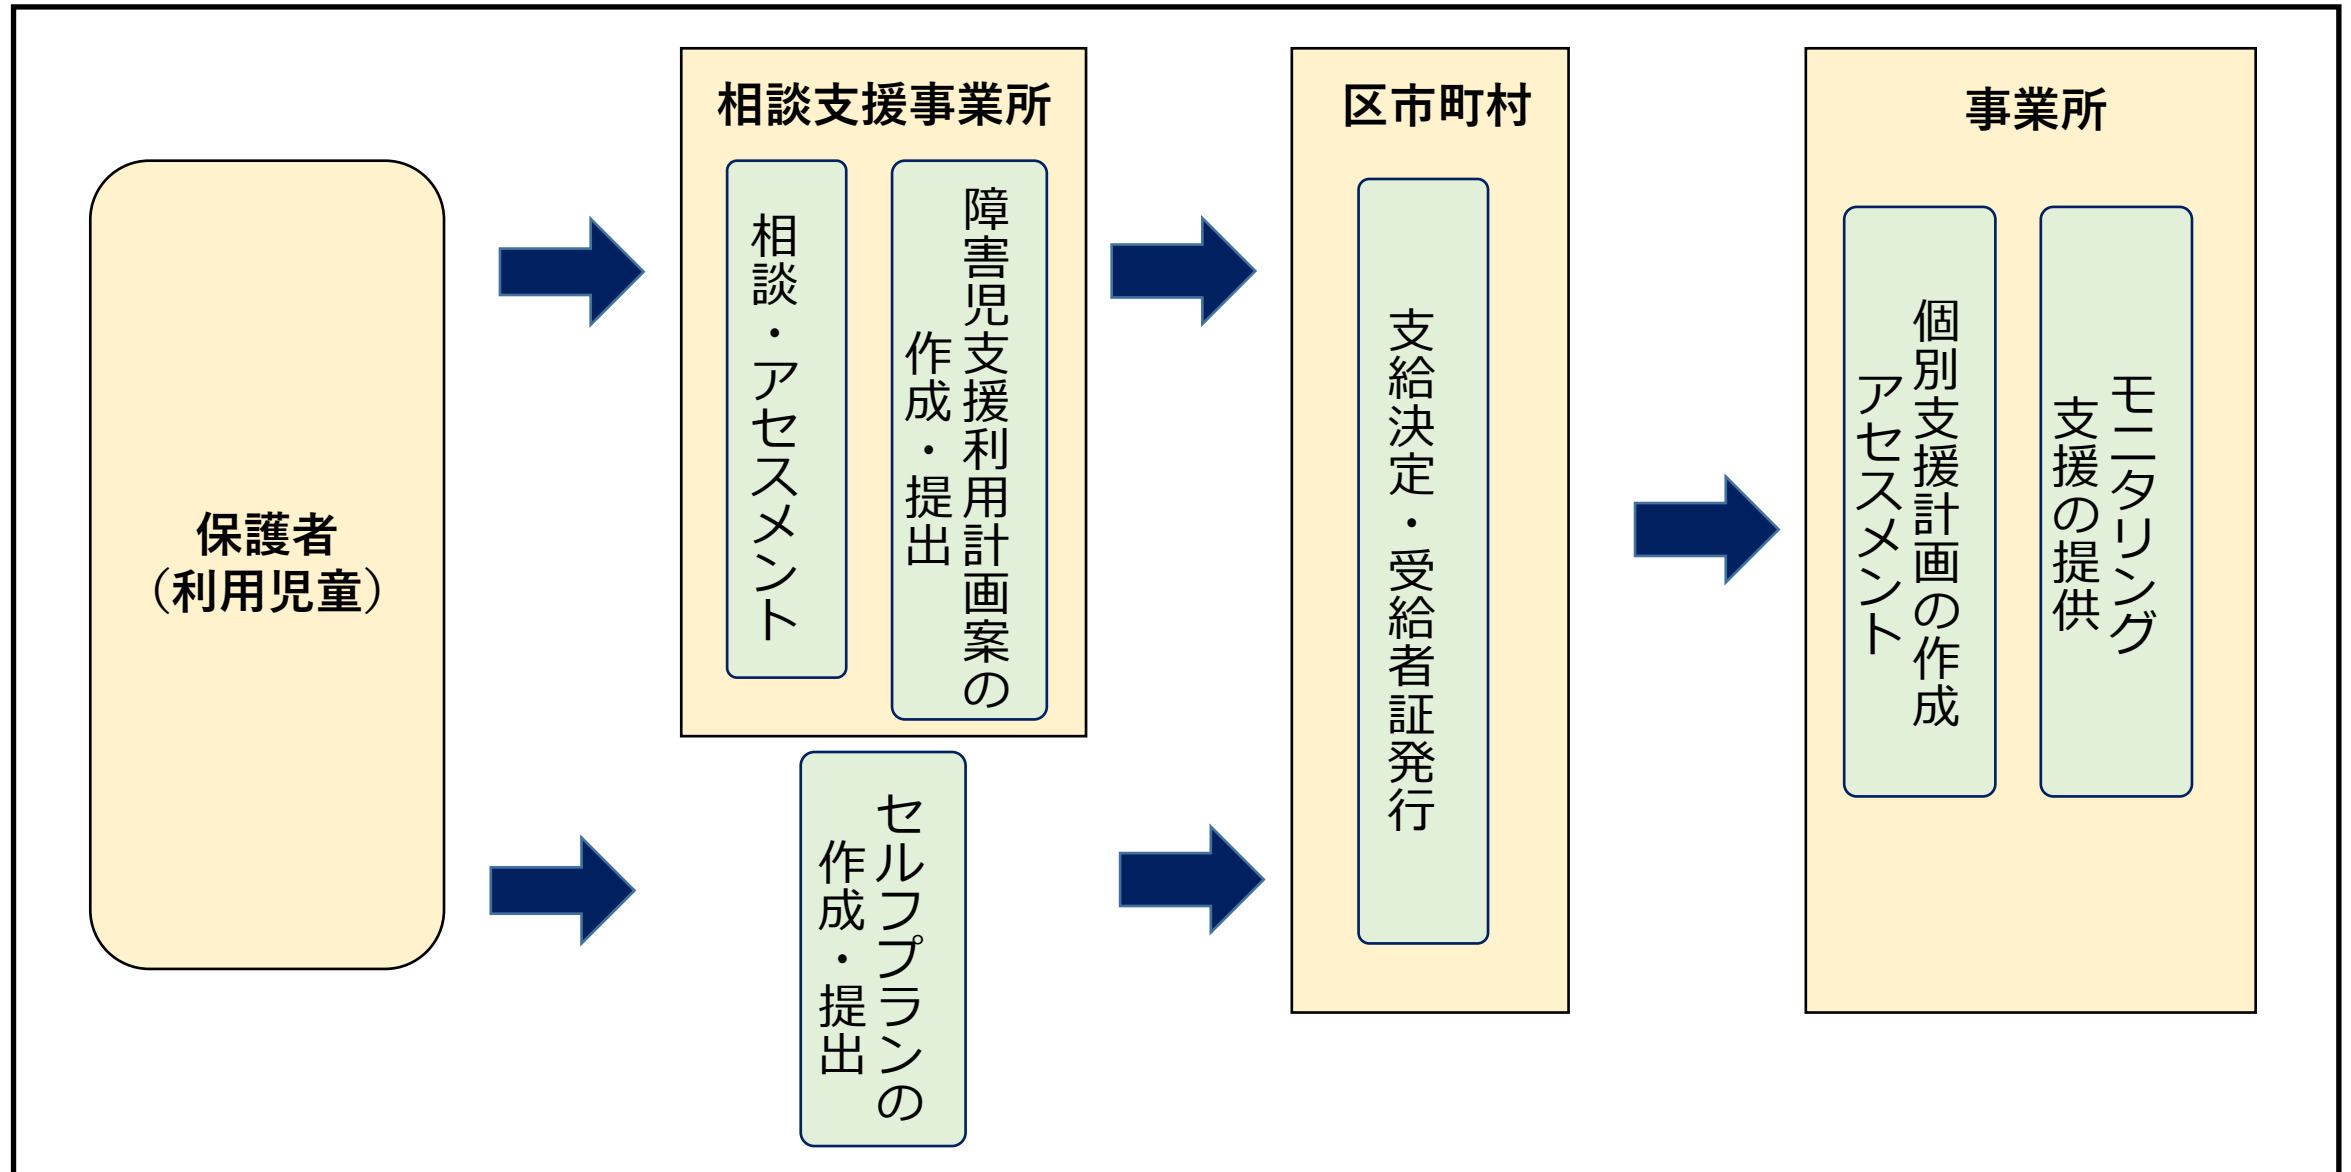 保護者
（利用児童）
相談支援事業所
相談・アセスメント
障害児支援利用計画案の
作成・提出
セルフプランの
作成・提出
区市町村
支給決定・受給者証発行
事業所
個別支援計画の作成
アセスメント
モニタリング
支援の提供